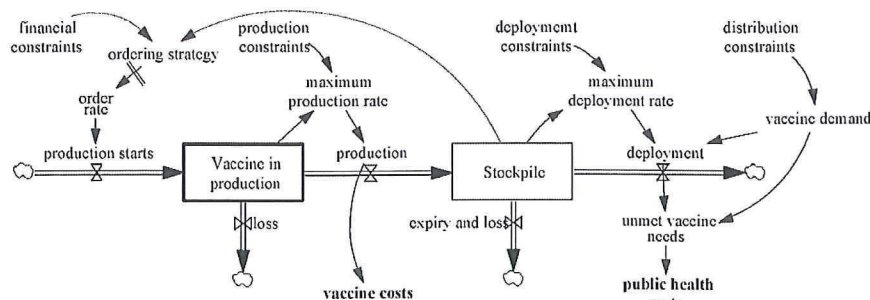 financial
constraints
ordering strategy
production
constraints
deployment
constraints
distribution
constraints
order
rate
maximum
production rate
maximum
deployment rate
vaccine demand
production starts
Vaccine in
production
production
Stockpile
deployment
loss
expiry and loss
unmet vaccine
needs
vaccine costs
public health